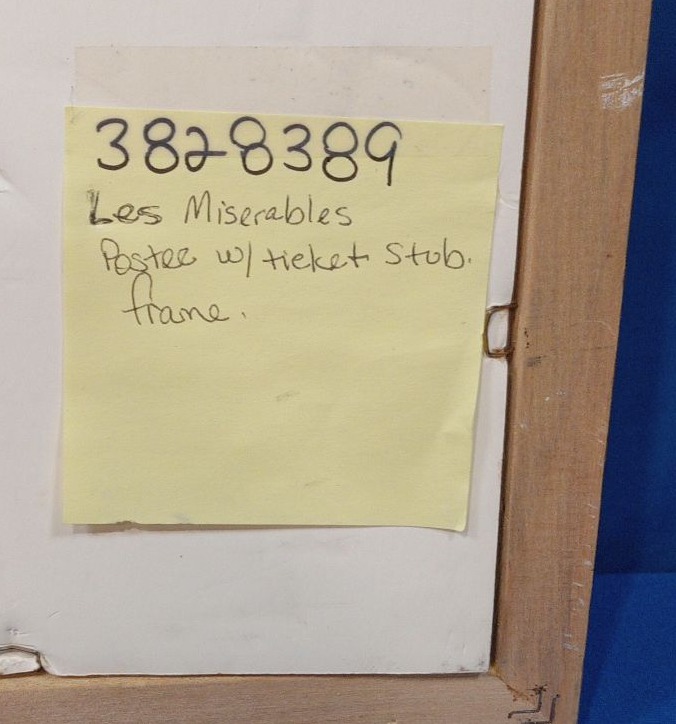 3828389
Les Miserables
Poster w/ ticket stub.
frame.